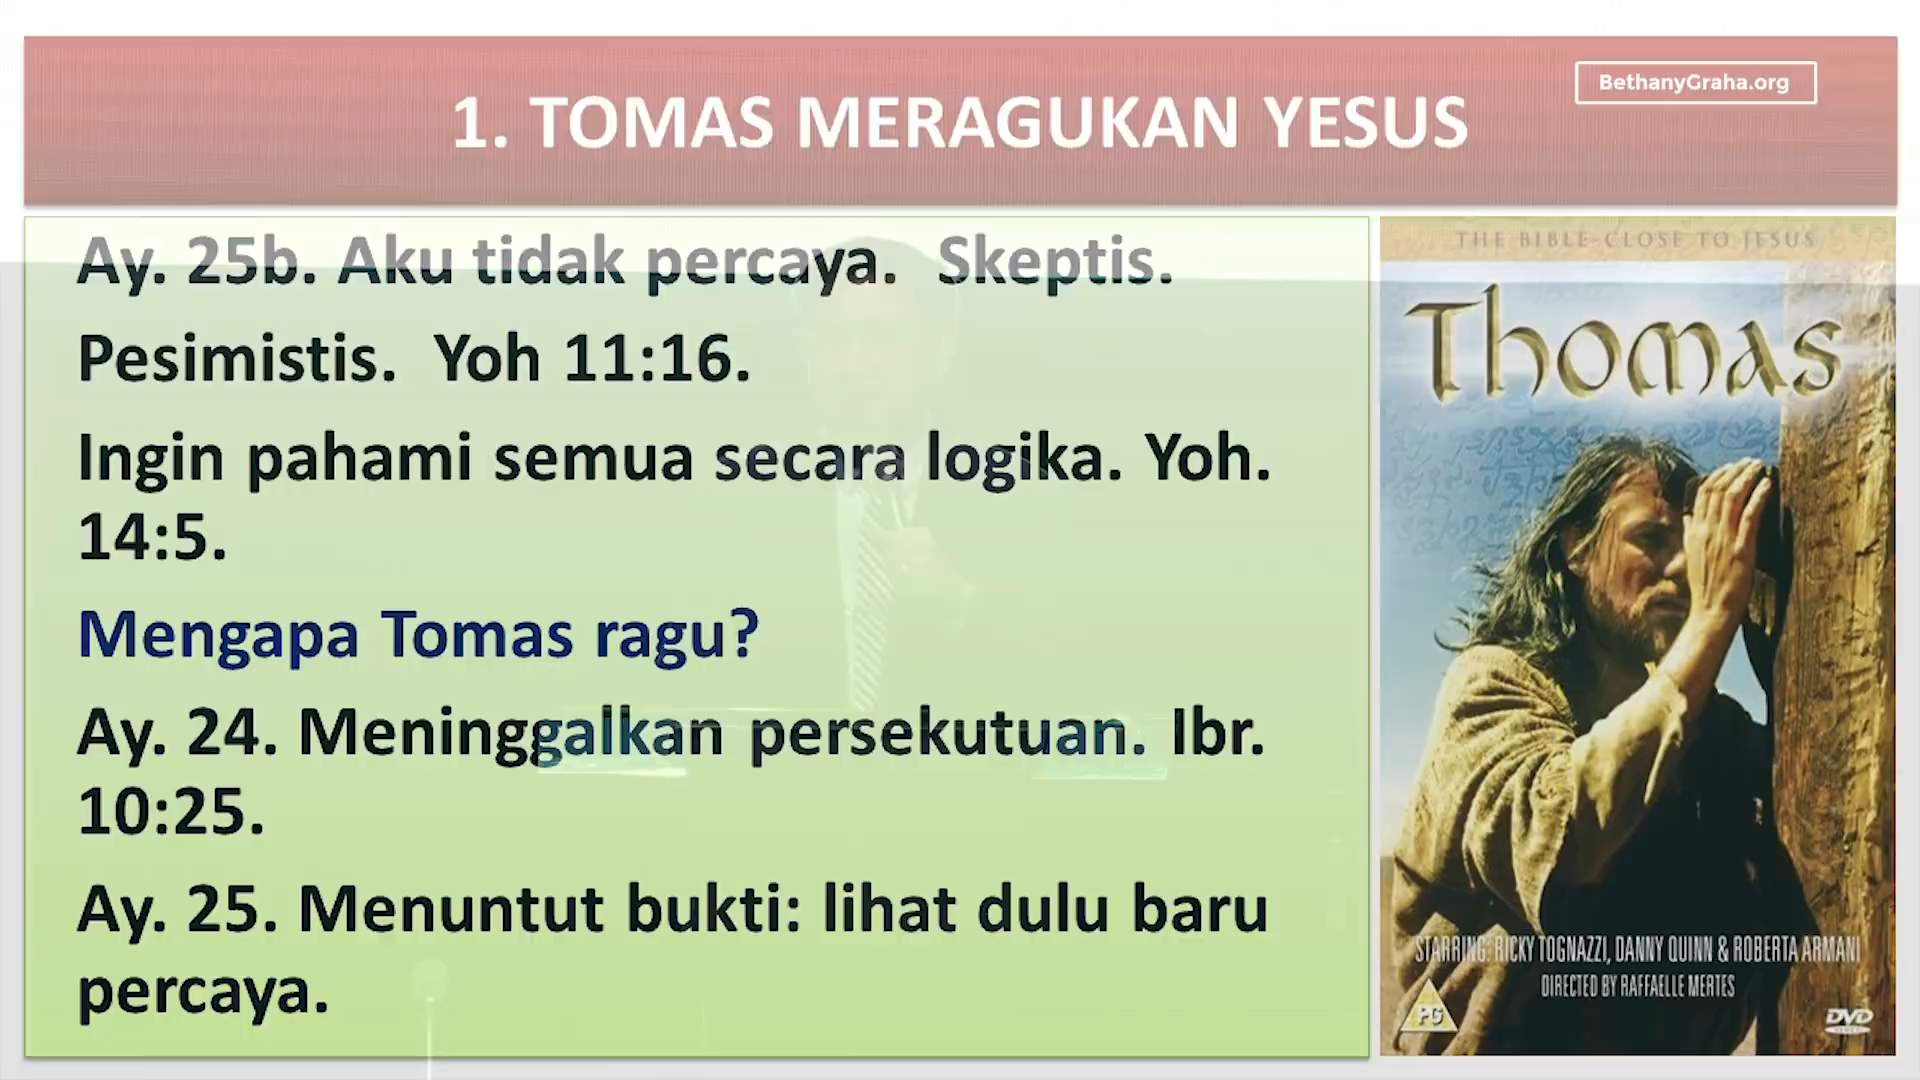 BethanyGraha.org
1. TOMAS MERAGUKAN YESUS
Ay. 25b. Aku tidak percaya. Skeptis.
Pesimistis. Yoh 11:16.
Ingin pahami semua secara logika. Yoh.
14:5.
Mengapa Tomas ragu?
Ay. 24. Meninggalkan persekutuan. Ibr.
10:25.
Ay. 25. Menuntut bukti: lihat dulu baru
percaya.
THE BIBLE-CLOSE TO JESUS
Thomas
STARRING: RICKY TOGNAZZI, DANNY QUINN & ROBERTA ARMANI
DIRECTED BY RAFFAELLE MERTES
PG
DVD